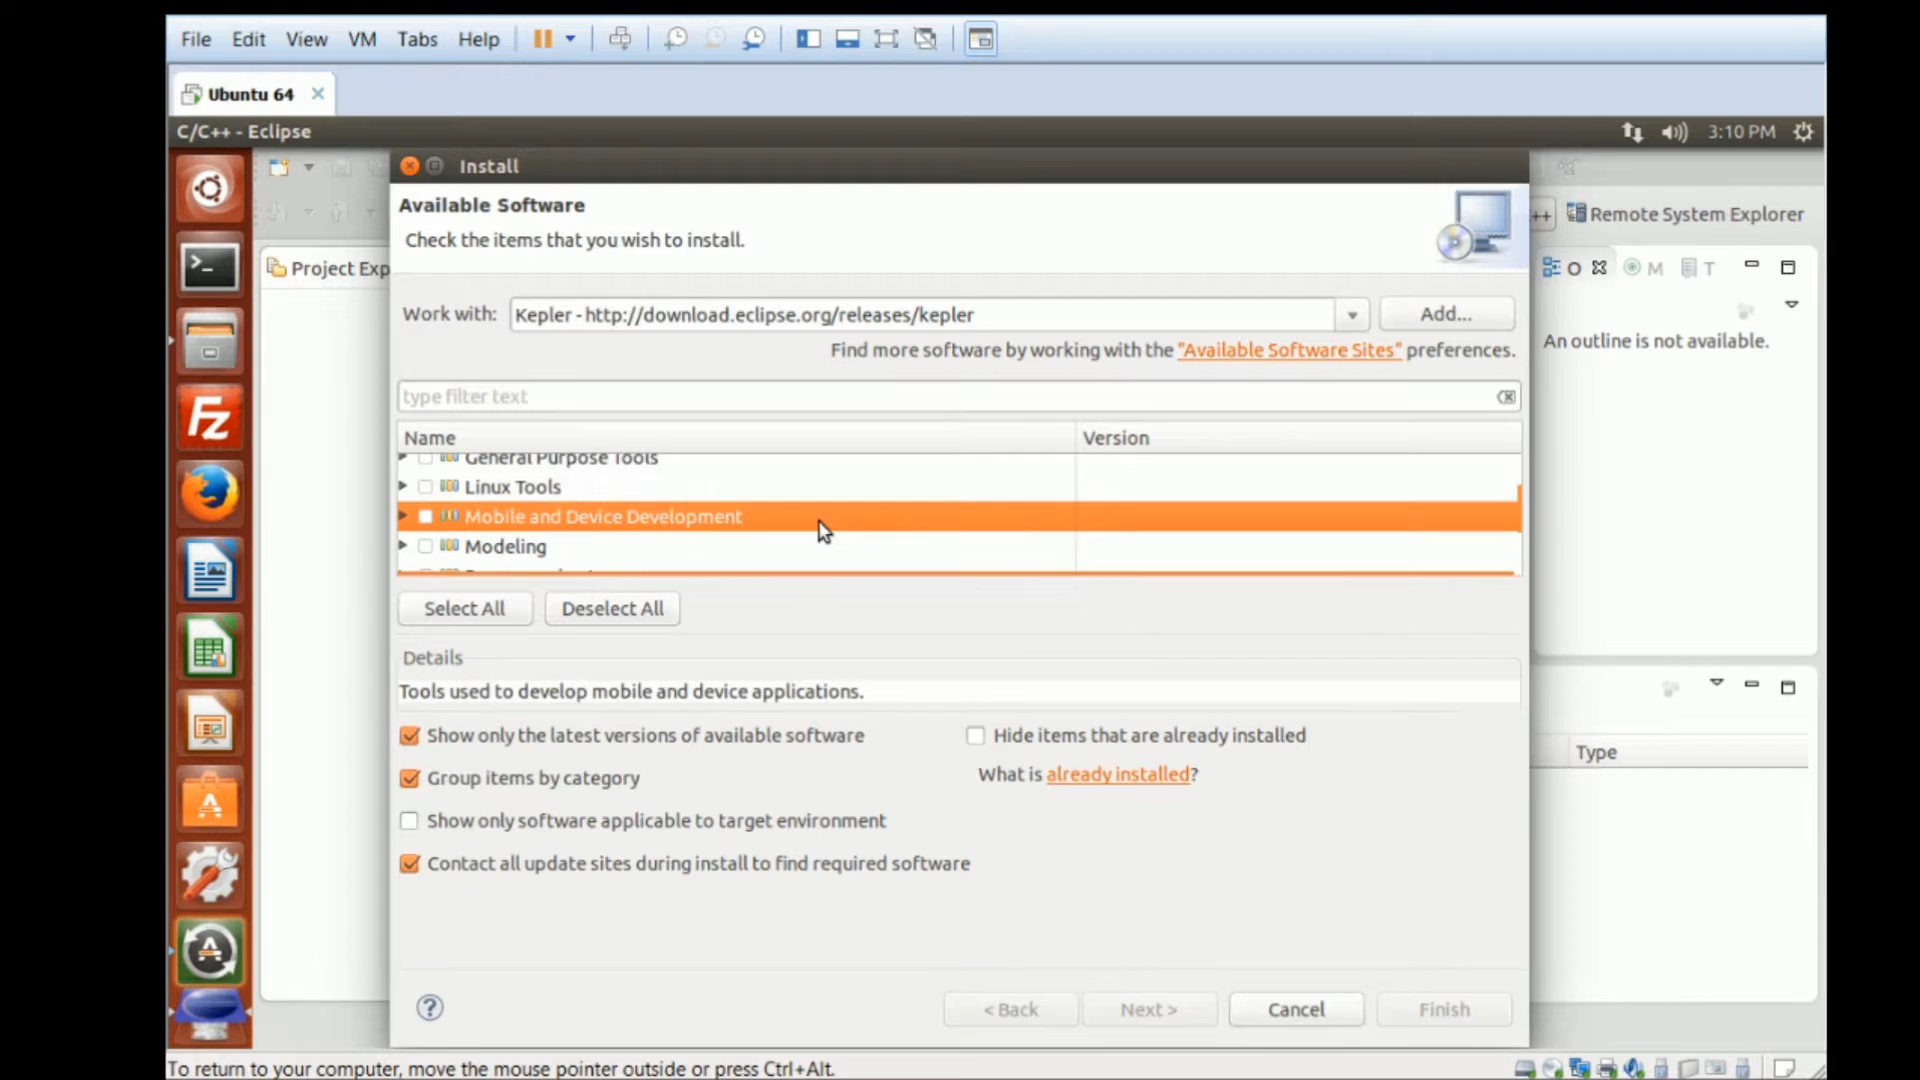 File Edit View VM Tabs Help
Ubuntu 64
C/C++ - Eclipse
3:10 PM
Install
Available Software
Check the items that you wish to install.
++ Remote System Explorer
Project Exp
O M T
Work with: Kepler - http://download.eclipse.org/releases/kepler Add...
An outline is not available.
Find more software by working with the "Available Software Sites" preferences.
type filter text
Name Version
General Purpose Tools
Linux Tools
Mobile and Device Development
Modeling
Select All Deselect All
Details
Tools used to develop mobile and device applications.
Show only the latest versions of available software
Hide items that are already installed
Type
Group items by category
What is already installed?
Show only software applicable to target environment
Contact all update sites during install to find required software
< Back Next > Cancel Finish
To return to your computer, move the mouse pointer outside or press Ctrl+Alt.